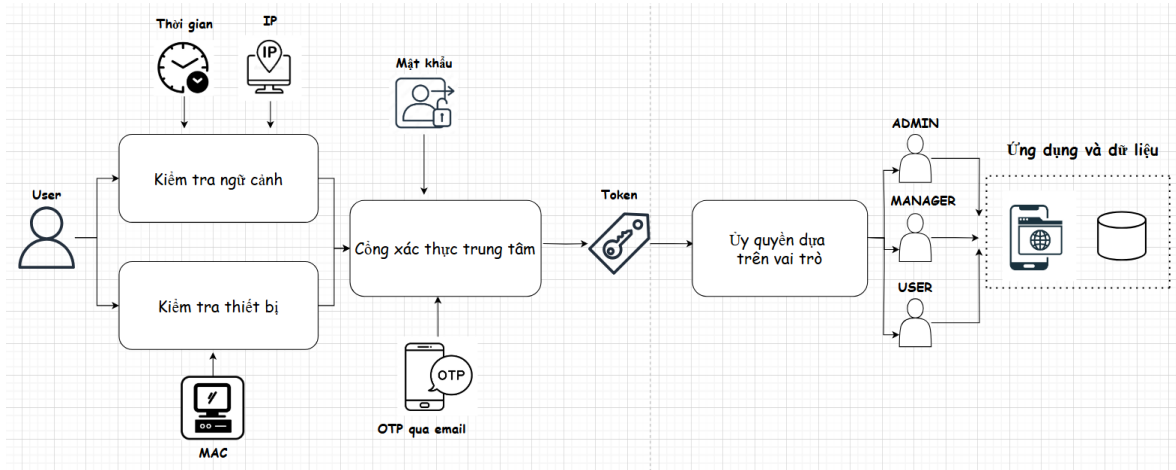 Thời gian
IP
IP
Mật khẩu
User
Kiểm tra ngữ cảnh
Kiểm tra thiết bị
MAC
Cổng xác thực trung tâm
OTP
OTP qua email
Token
Ủy quyền dựa
trên vai trò
ADMIN
MANAGER
USER
Ứng dụng và dữ liệu